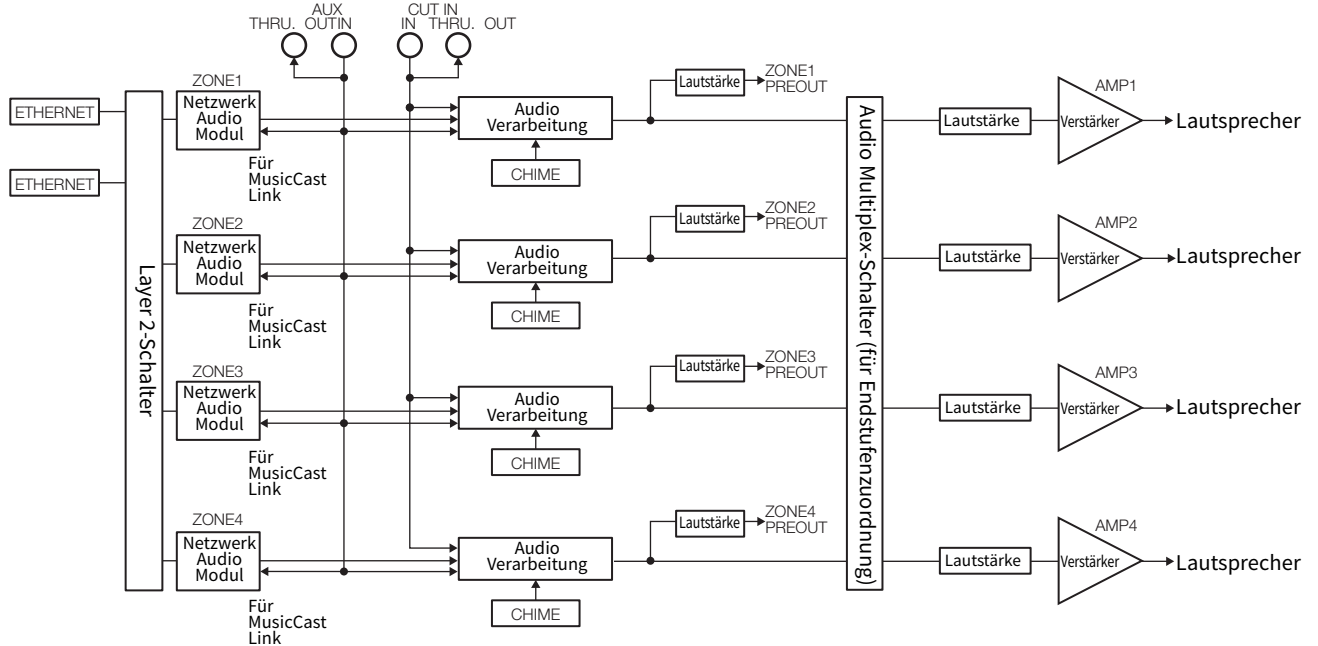 AUX
THRU. OUT IN
CUT IN
IN THRU. OUT
ETHERNET
ETHERNET
Layer 2-Schalter
ZONE1
Netzwerk
Audio
Modul
Für
MusicCast
Link
Audio
Verarbeitung
CHIME
Lautstärke
ZONE1
PREOUT
ZONE2
Netzwerk
Audio
Modul
Für
MusicCast
Link
Audio
Verarbeitung
CHIME
Lautstärke
ZONE2
PREOUT
ZONE3
Netzwerk
Audio
Modul
Für
MusicCast
Link
Audio
Verarbeitung
CHIME
Lautstärke
ZONE3
PREOUT
ZONE4
Netzwerk
Audio
Modul
Für
MusicCast
Link
Audio
Verarbeitung
CHIME
Lautstärke
ZONE4
PREOUT
Audio Multiplex-Schalter (für Endstufenzuordnung)
Lautstärke
AMP1
Verstärker
Lautsprecher
Lautstärke
AMP2
Verstärker
Lautsprecher
Lautstärke
AMP3
Verstärker
Lautsprecher
Lautstärke
AMP4
Verstärker
Lautsprecher